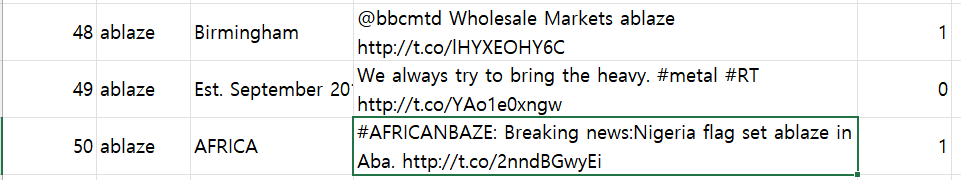 48 ablaze Birmingham @bbcmtd Wholesale Markets ablaze 1
http://t.co/lHYXEOHY6C
49 ablaze Est. September 20 We always try to bring the heavy. #metal #RT 0
http://t.co/YAo1e0xngw
50 ablaze AFRICA #AFRICANBAZE: Breaking news:Nigeria flag set ablaze in 1
Aba. http://t.co/2nndBGwyEi